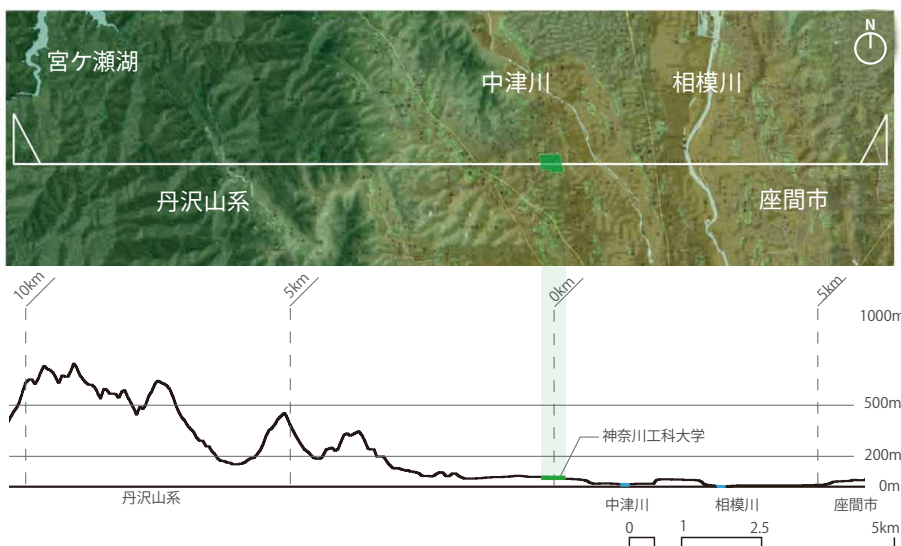 N
宮ケ瀬湖
中津川
相模川
丹沢山系
座間市
10km
5km
0km
5km
1000m
500m
神奈川工科大学
200m
0m
丹沢山系
中津川
相模川
座間市
0
1
2.5
5km